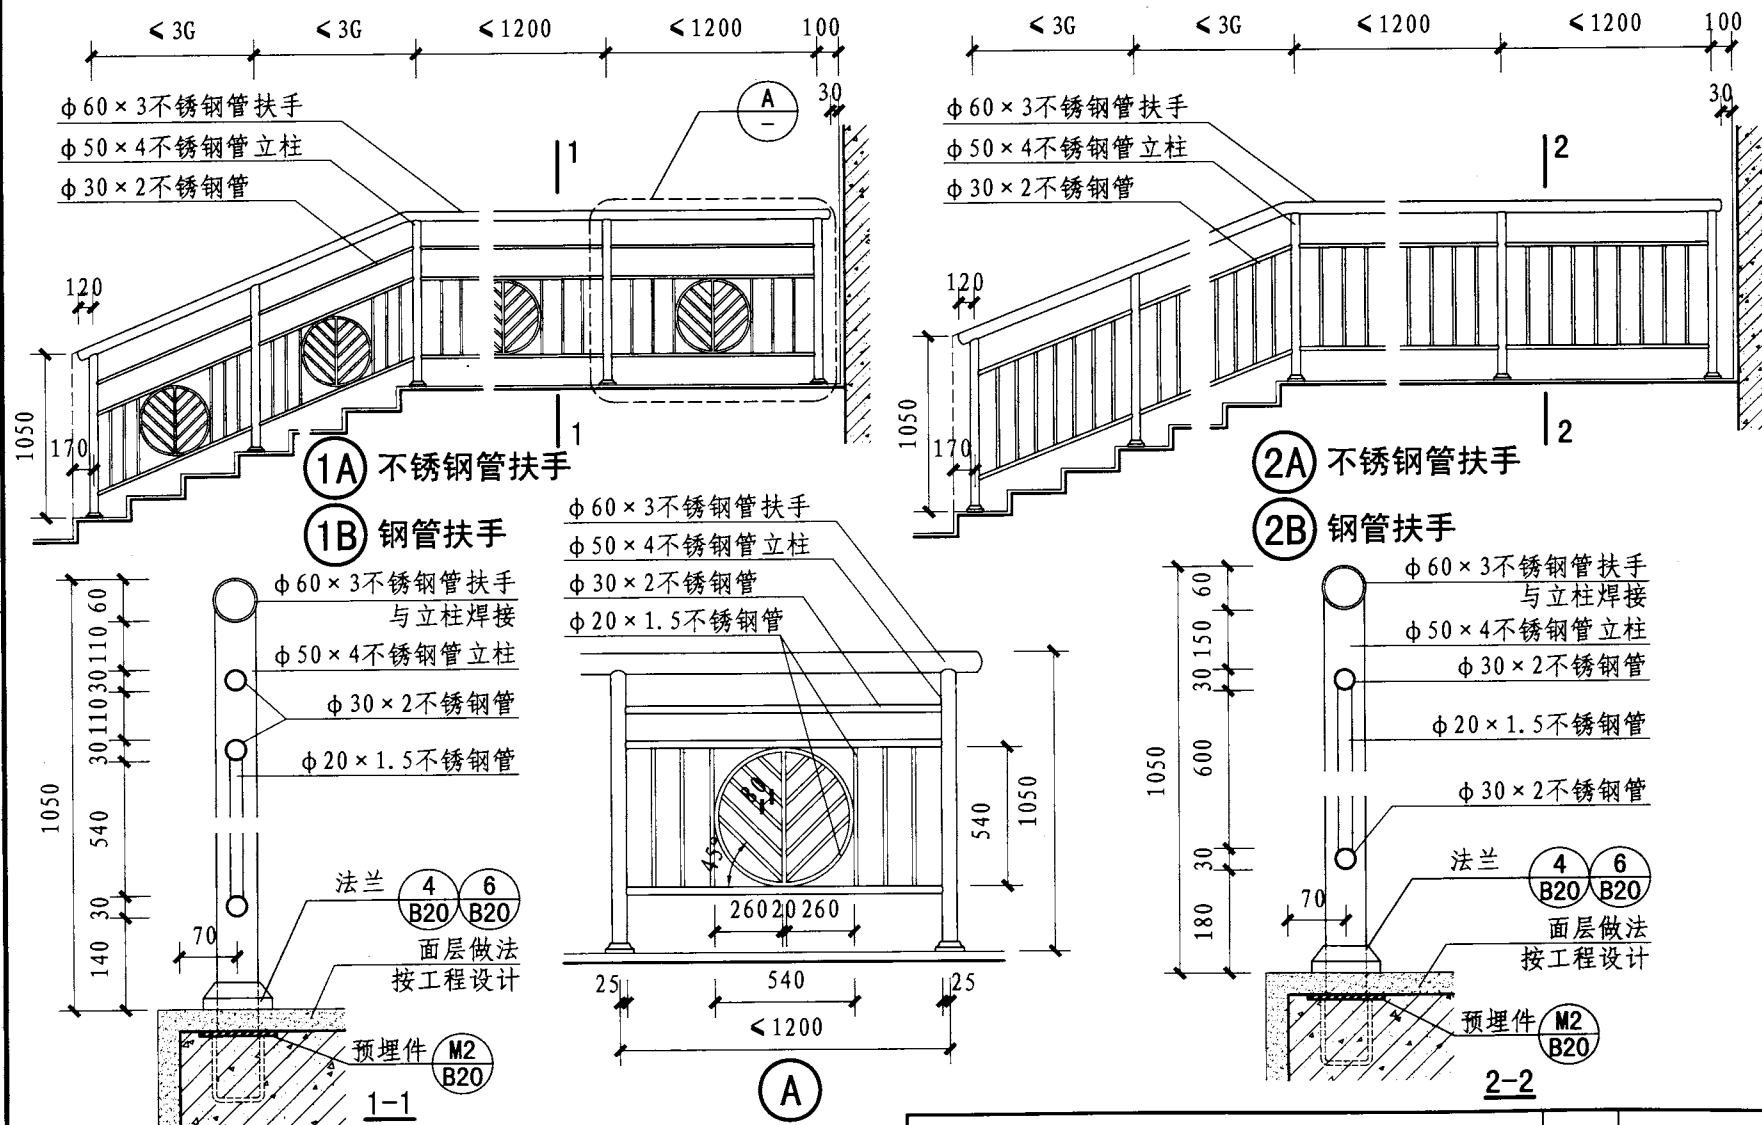 ≤3G ≤3G ≤1200 ≤1200 100
30
ϕ60×3不锈钢管扶手
ϕ50×4不锈钢管立柱
ϕ30×2不锈钢管
A
–
1
120
1050
170
1
1A 不锈钢管扶手
1B 钢管扶手
≤3G ≤3G ≤1200 ≤1200 100
30
ϕ60×3不锈钢管扶手
ϕ50×4不锈钢管立柱
ϕ30×2不锈钢管
2
120
1050
170
2
2A 不锈钢管扶手
2B 钢管扶手
ϕ60×3不锈钢管扶手
与立柱焊接
ϕ50×4不锈钢管立柱
ϕ30×2不锈钢管
ϕ20×1.5不锈钢管
60
110
30
110
30
540
30
140
1050
70
法兰 4 6
B20 B20
面层做法
按工程设计
预埋件 M2
B20
1-1
ϕ60×3不锈钢管扶手
ϕ50×4不锈钢管立柱
ϕ30×2不锈钢管
ϕ20×1.5不锈钢管
80
45°
540
1050
260 20 260
25 540 25
≤1200
A
ϕ60×3不锈钢管扶手
与立柱焊接
ϕ50×4不锈钢管立柱
ϕ30×2不锈钢管
ϕ20×1.5不锈钢管
ϕ30×2不锈钢管
60
150
30
600
30
180
1050
70
法兰 4 6
B20 B20
面层做法
按工程设计
预埋件 M2
B20
2-2